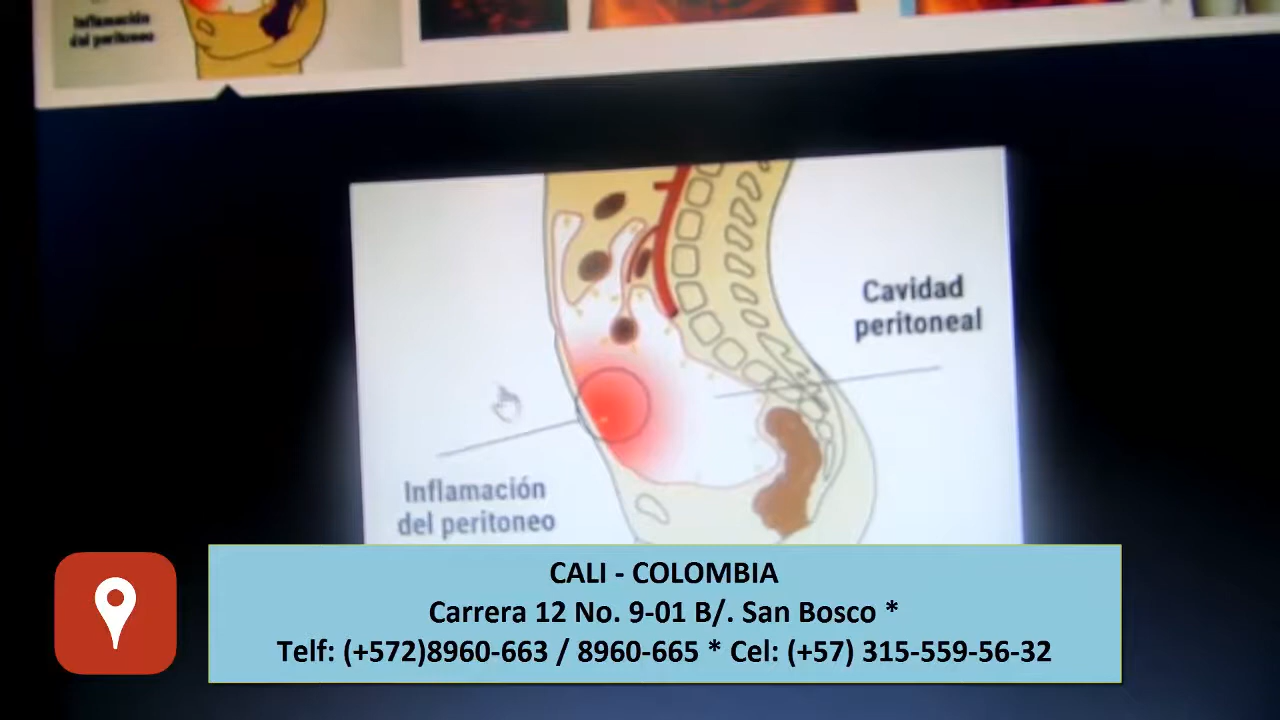 Inflamación
del peritoneo
Cavidad
peritoneal
Inflamación
del peritoneo
CALI - COLOMBIA
Carrera 12 No. 9-01 B/. San Bosco *
Telf: (+572)8960-663 / 8960-665 * Cel: (+57) 315-559-56-32